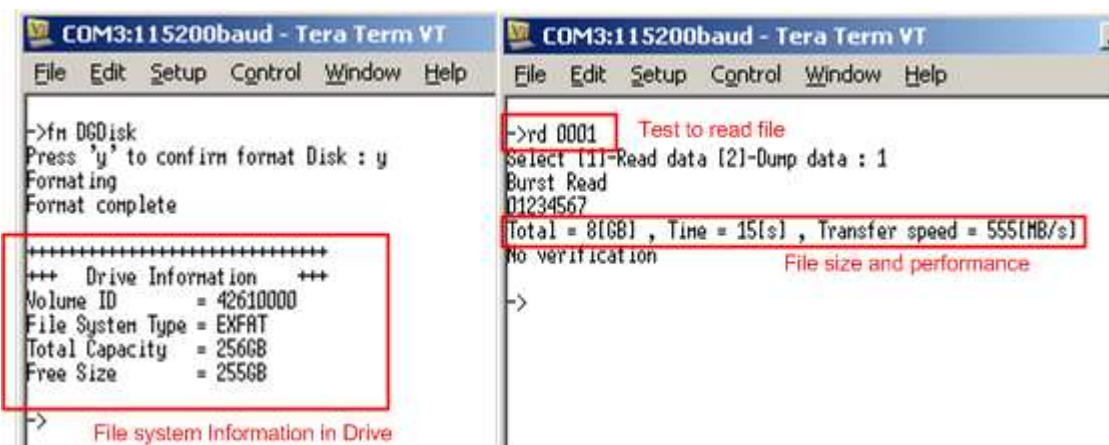 COM3:115200baud - Tera Term VT
File Edit Setup Control Window Help
->fm DGDisk
Press 'y' to confirm format Disk : y
Formating
Format complete
++++++++++++++++++++++++++++++
+++ Drive Information +++
Volume ID = 42610000
File System Type = EXFAT
Total Capacity = 256GB
Free Size = 255GB
->
File system Information in Drive
COM3:115200baud - Tera Term VT
File Edit Setup Control Window Help
->rd 0001 Test to read file
Select [1]-Read data [2]-Dump data : 1
Burst Read
01234567
Total = 8[GB] , Time = 15[s] , Transfer speed = 555[MB/s]
No verification
File size and performance
->